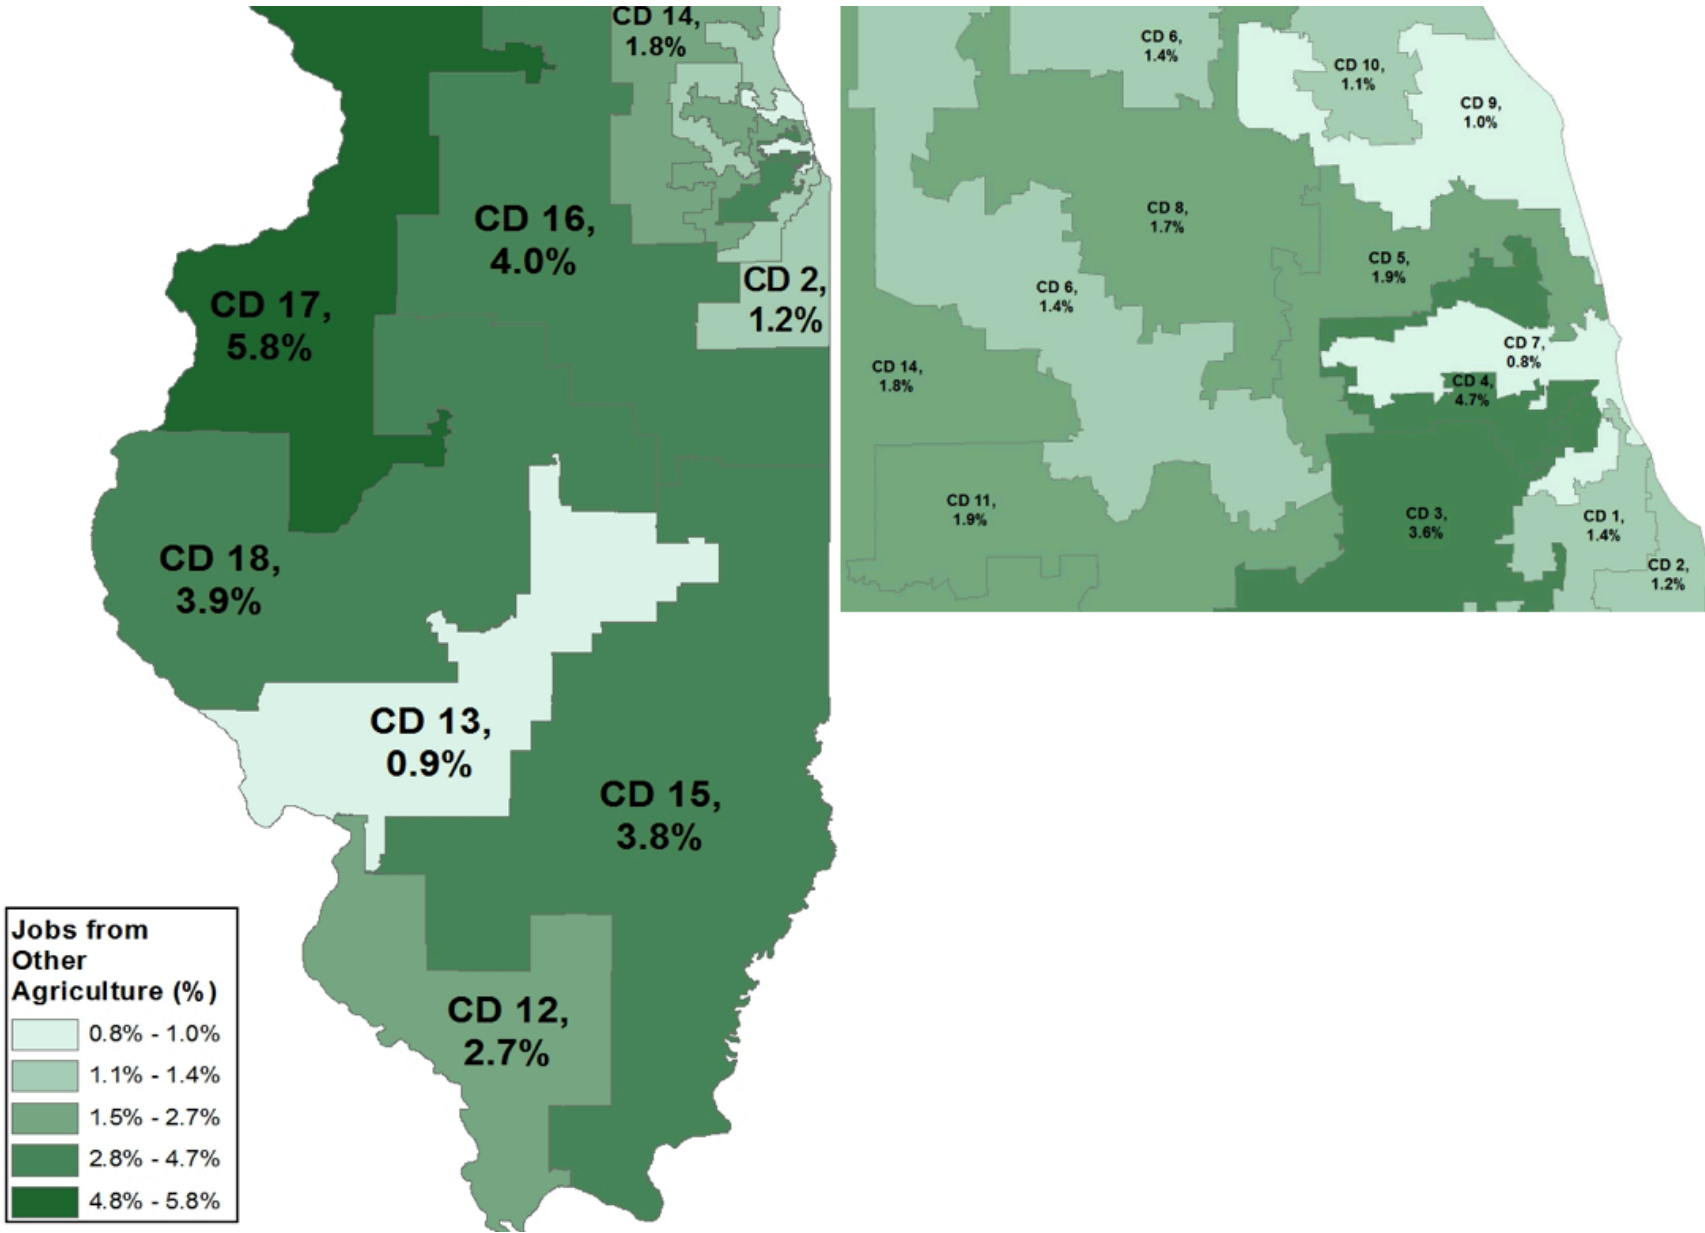 CD 14,
1.8%
CD 16,
4.0%
CD 17,
5.8%
CD 2,
1.2%
CD 18,
3.9%
CD 13,
0.9%
CD 15,
3.8%
CD 12,
2.7%
Jobs from
Other
Agriculture (%)
0.8% - 1.0%
1.1% - 1.4%
1.5% - 2.7%
2.8% - 4.7%
4.8% - 5.8%
CD 6,
1.4%
CD 10,
1.1%
CD 9,
1.0%
CD 8,
1.7%
CD 5,
1.9%
CD 6,
1.4%
CD 7,
0.8%
CD 14,
1.8%
CD 4,
4.7%
CD 11,
1.9%
CD 3,
3.6%
CD 1,
1.4%
CD 2,
1.2%